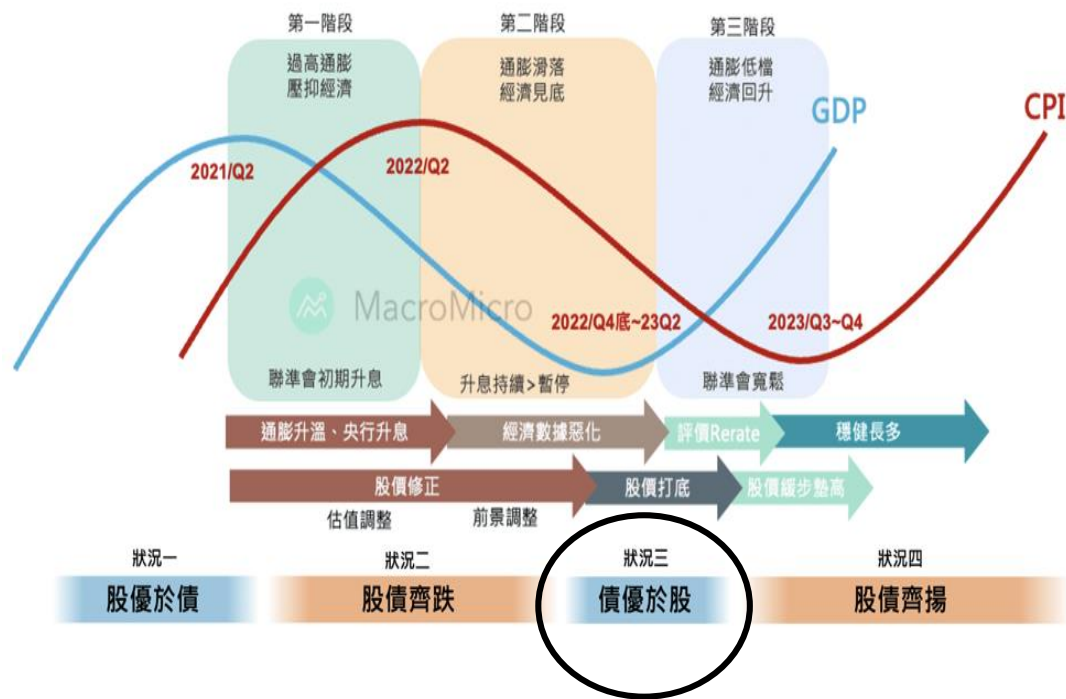 第一階段
過高通膨
壓抑經濟
第二階段
通膨滑落
經濟見底
第三階段
通膨低檔
經濟回升
GDP
CPI
2021/Q2
2022/Q2
MacroMicro
2022/Q4底~23Q2
2023/Q3~Q4
聯準會初期升息
升息持續>暫停
聯準會寬鬆
通膨升溫、央行升息
經濟數據惡化
評價Rerate
穩健長多
股價修正
股價打底
股價緩步墊高
估值調整
前景調整
狀況一
股優於債
狀況二
股債齊跌
狀況三
債優於股
狀況四
股債齊揚